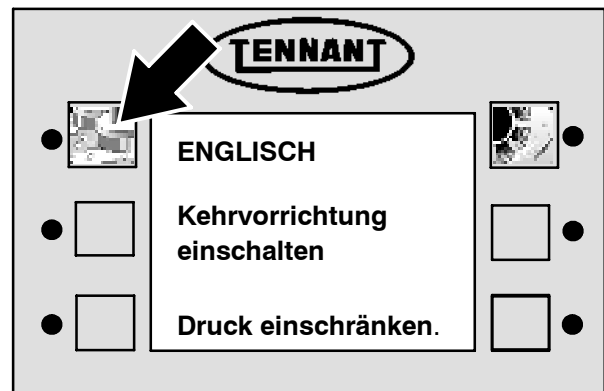 TENNANT
ENGLISCH
Kehrvorrichtung
einschalten
Druck einschränken.